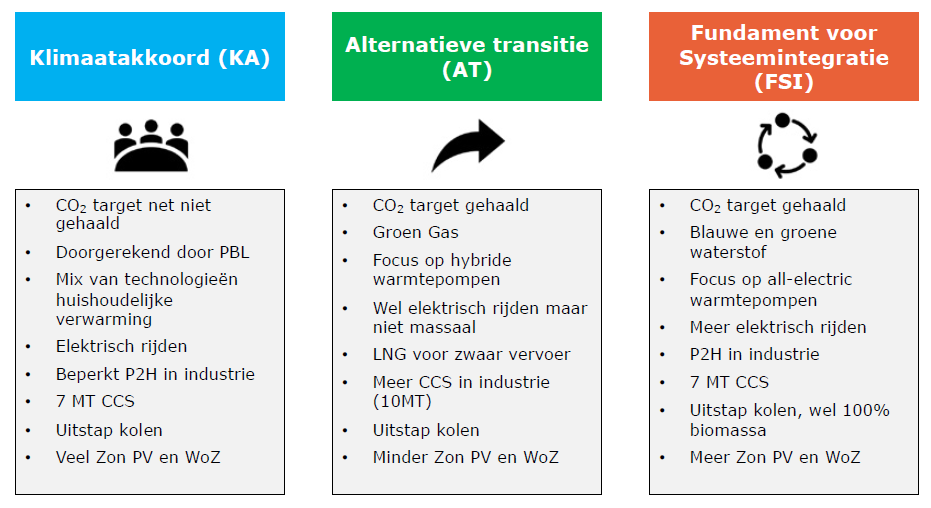 Klimaatakkoord (KA)
• CO₂ target net niet
gehaald
• Doorgerekend door PBL
• Mix van technologieën
huishoudelijke
verwarming
• Elektrisch rijden
• Beperkt P2H in industrie
• 7 MT CCS
• Uitstap kolen
• Veel Zon PV en WoZ
Alternatieve transitie
(AT)
• CO₂ target gehaald
• Groen Gas
• Focus op hybride
warmtepompen
• Wel elektrisch rijden maar
niet massaal
• LNG voor zwaar vervoer
• Meer CCS in industrie
(10MT)
• Uitstap kolen
• Minder Zon PV en WoZ
Fundament voor
Systeemintegratie
(FSI)
• CO₂ target gehaald
• Blauwe en groene
waterstof
• Focus op all-electric
warmtepompen
• Meer elektrisch rijden
• P2H in industrie
• 7 MT CCS
• Uitstap kolen, wel 100%
biomassa
• Meer Zon PV en WoZ